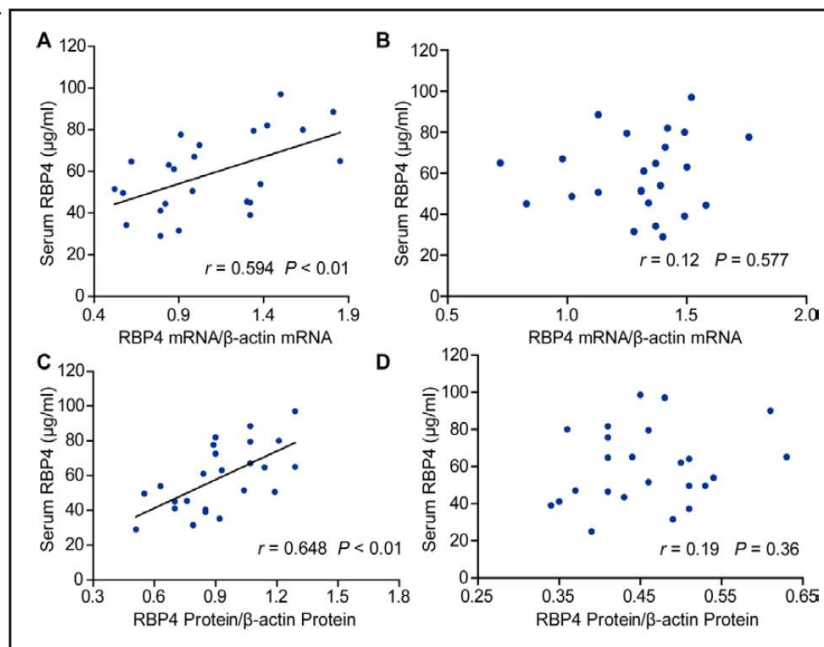 A
Serum RBP4 (µg/ml)
120
100
80
60
40
20
0
r = 0.594 P < 0.01
0.4 0.9 1.4 1.9
RBP4 mRNA/β-actin mRNA
B
Serum RBP4 (µg/ml)
120
100
80
60
40
20
0
r = 0.12 P = 0.577
0.5 1.0 1.5 2.0
RBP4 mRNA/β-actin mRNA
C
Serum RBP4 (µg/ml)
120
100
80
60
40
20
0
r = 0.648 P < 0.01
0.3 0.6 0.9 1.2 1.5 1.8
RBP4 Protein/β-actin Protein
D
Serum RBP4 (µg/ml)
120
100
80
60
40
20
0
r = 0.19 P = 0.36
0.25 0.35 0.45 0.55 0.65
RBP4 Protein/β-actin Protein